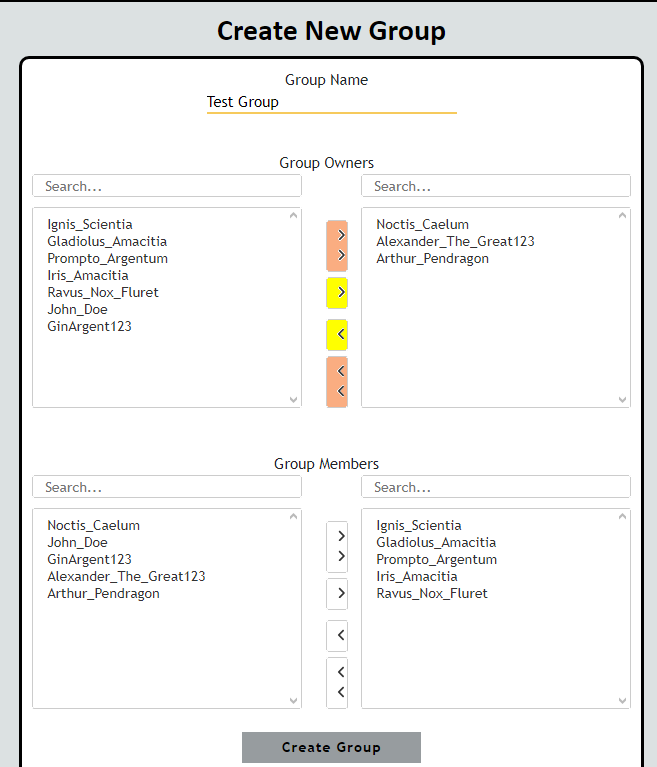 Create New Group
Group Name
Test Group
Group Owners
Search...
Search...
Ignis_Scientia
Gladiolus_Amacitia
Prompto_Argentum
Iris_Amacitia
Ravus_Nox_Fluret
John_Doe
GinArgent123
Noctis_Caelum
Alexander_The_Great123
Arthur_Pendragon
Group Members
Search...
Search...
Noctis_Caelum
John_Doe
GinArgent123
Alexander_The_Great123
Arthur_Pendragon
Ignis_Scientia
Gladiolus_Amacitia
Prompto_Argentum
Iris_Amacitia
Ravus_Nox_Fluret
Create Group